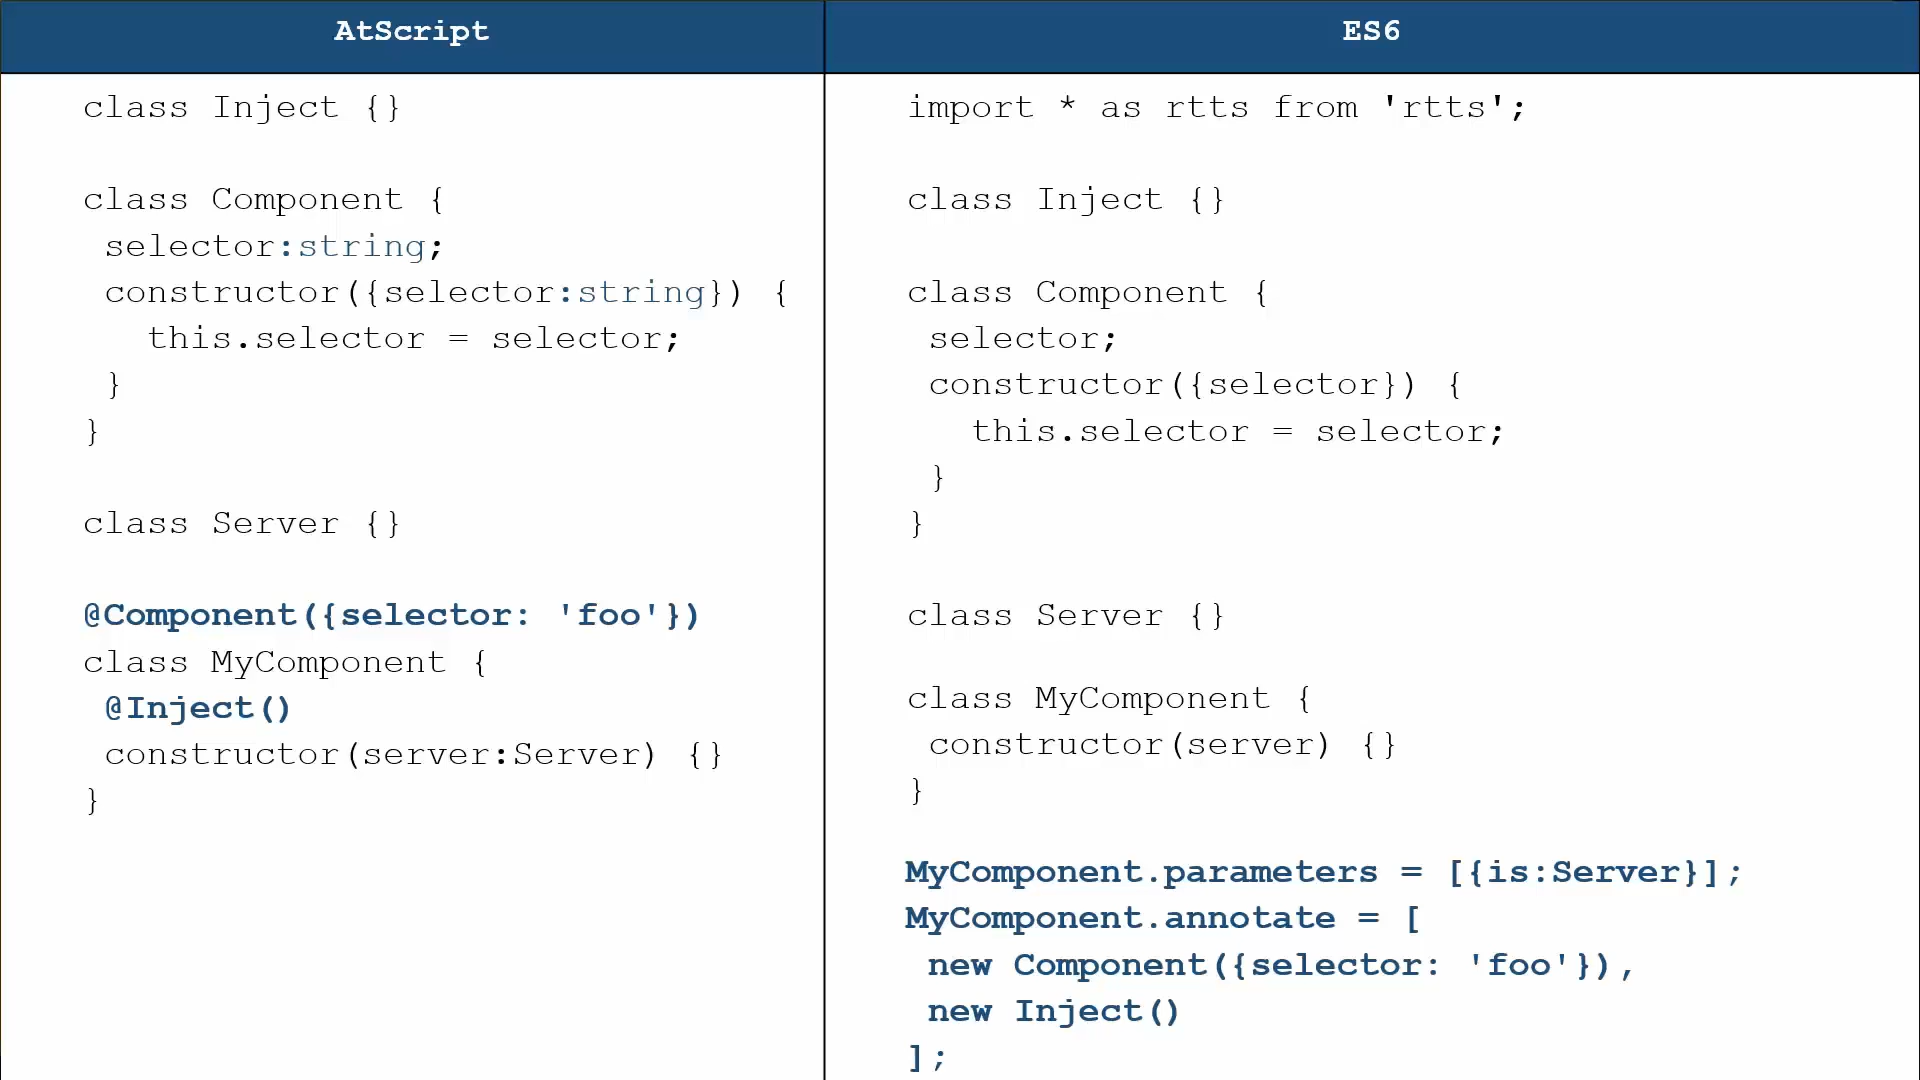 AtScript
class Inject {}
class Component {
selector:string;
constructor({selector:string}) {
this.selector = selector;
}
}
class Server {}
@Component({selector: 'foo'})
class MyComponent {
@Inject()
constructor(server:Server) {}
}
ES6
import * as rtts from 'rtts';
class Inject {}
class Component {
selector;
constructor({selector}) {
this.selector = selector;
}
}
class Server {}
class MyComponent {
constructor(server) {}
}
MyComponent.parameters = [{is:Server}];
MyComponent.annotate = [
new Component({selector: 'foo'}),
new Inject()
];